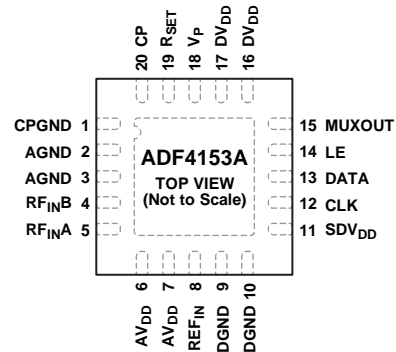 20 CP
19 RSET
18 VP
17 DVDD
16 DVDD
CPGND 1
AGND 2
AGND 3
RFINB 4
RFINA 5
ADF4153A
TOP VIEW
(Not to Scale)
15 MUXOUT
14 LE
13 DATA
12 CLK
11 SDVDD
AVDD 6
AVDD 7
REFIN 8
DGND 9
DGND 10